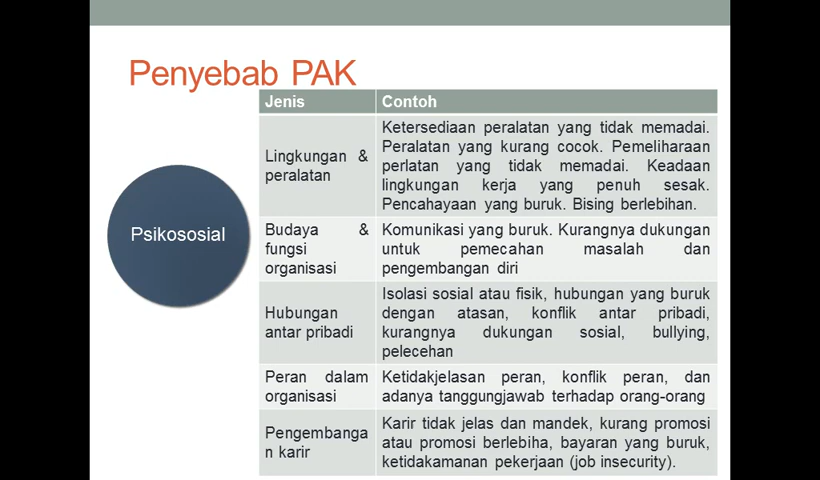 Penyebab PAK
Psikososial
Jenis Contoh
Lingkungan & peralatan
Ketersediaan peralatan yang tidak memadai.
Peralatan yang kurang cocok. Pemeliharaan
perlatan yang tidak memadai. Keadaan
lingkungan kerja yang penuh sesak.
Pencahayaan yang buruk. Bising berlebihan.
Budaya &
fungsi
organisasi
Komunikasi yang buruk. Kurangnya dukungan
untuk pemecahan masalah dan
pengembangan diri
Hubungan
antar pribadi
Isolasi sosial atau fisik, hubungan yang buruk
dengan atasan, konflik antar pribadi,
kurangnya dukungan sosial, bullying,
pelecehan
Peran dalam
organisasi
Ketidakjelasan peran, konflik peran, dan
adanya tanggungjawab terhadap orang-orang
Pengembanga
n karir
Karir tidak jelas dan mandek, kurang promosi
atau promosi berlebiha, bayaran yang buruk,
ketidakamanan pekerjaan (job insecurity).